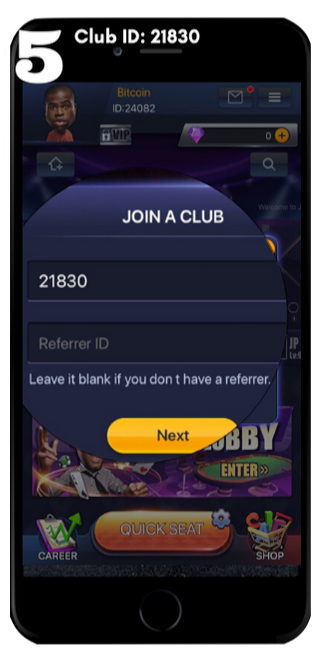 5
Club ID: 21830
Bitcoin
ID:24082
VIP
0
Welcome to J
JOIN A CLUB
21830
Referrer ID
JP
Leave it blank if you don t have a referrer.
Next
OBBY
ENTER »
QUICK SEAT
CAREER
SHOP